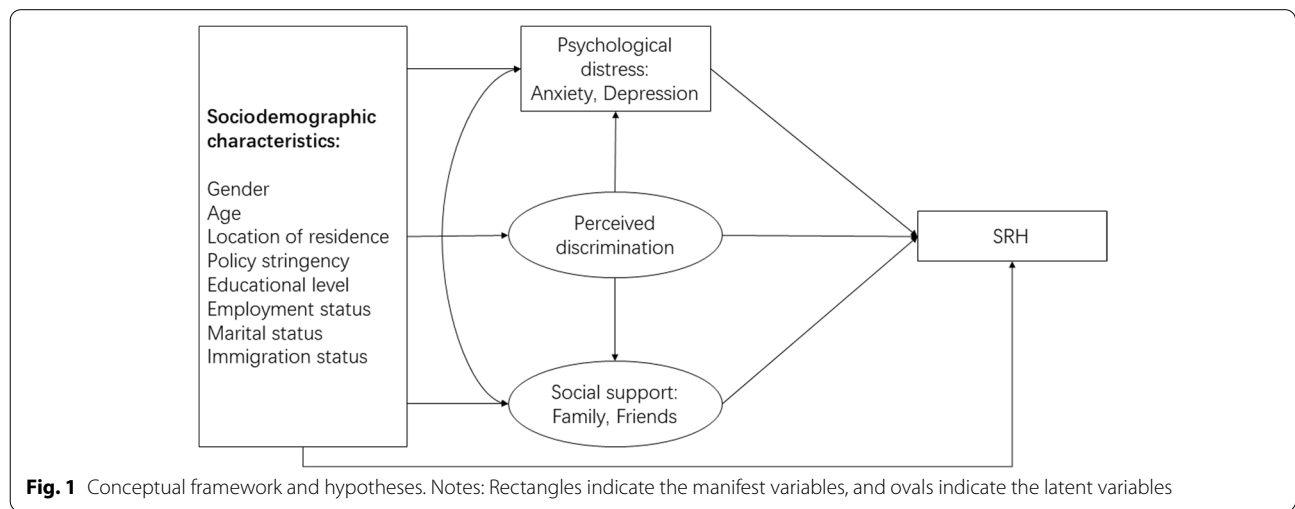 Sociodemographic
characteristics:
Gender
Age
Location of residence
Policy stringency
Educational level
Employment status
Marital status
Immigration status
Psychological
distress:
Anxiety, Depression
Perceived
discrimination
Social support:
Family, Friends
SRH
Fig. 1 Conceptual framework and hypotheses. Notes: Rectangles indicate the manifest variables, and ovals indicate the latent variables